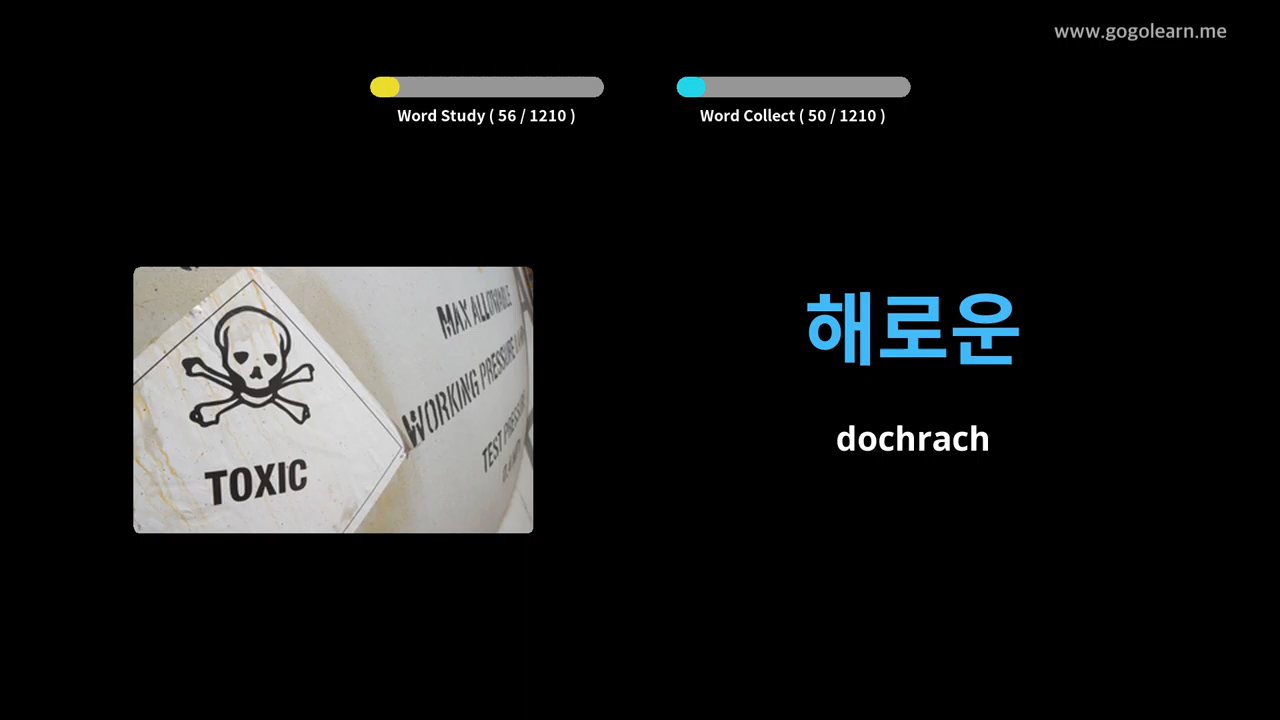 www.gogolearn.me
Word Study ( 56 / 1210 )
Word Collect ( 50 / 1210 )
해로운
dochrach
TOXIC
MAX ALLOWABLE
WORKING PRESSURE
TEST PRESSURE